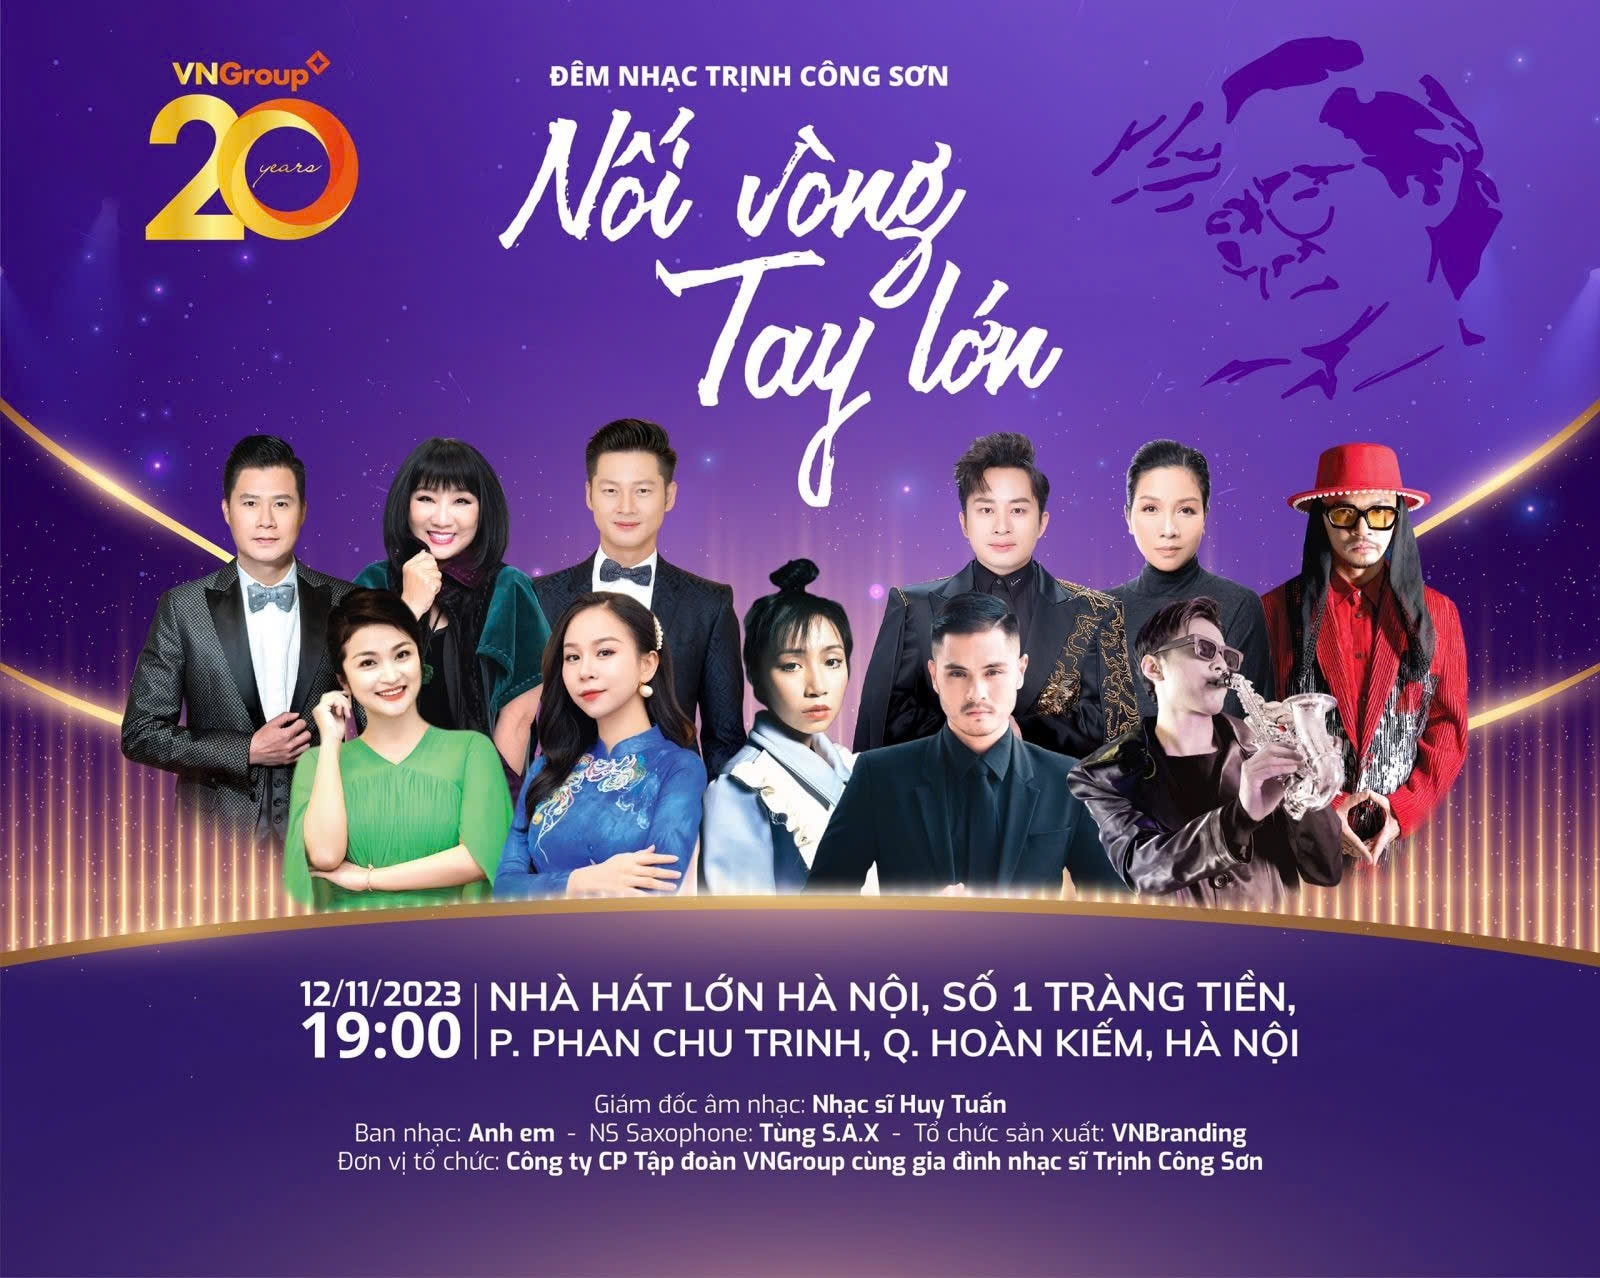 VNGroup
20
years
ĐÊM NHẠC TRỊNH CÔNG SƠN
Nối vòng
Tay lớn
12/11/2023
19:00
NHÀ HÁT LỚN HÀ NỘI, SỐ 1 TRÀNG TIỀN,
P. PHAN CHU TRINH, Q. HOÀN KIẾM, HÀ NỘI
Giám đốc âm nhạc: Nhạc sĩ Huy Tuấn
Ban nhạc: Anh em - NS Saxophone: Tùng S.A.X - Tổ chức sản xuất: VNBranding
Đơn vị tổ chức: Công ty CP Tập đoàn VNGroup cùng gia đình nhạc sĩ Trịnh Công Sơn